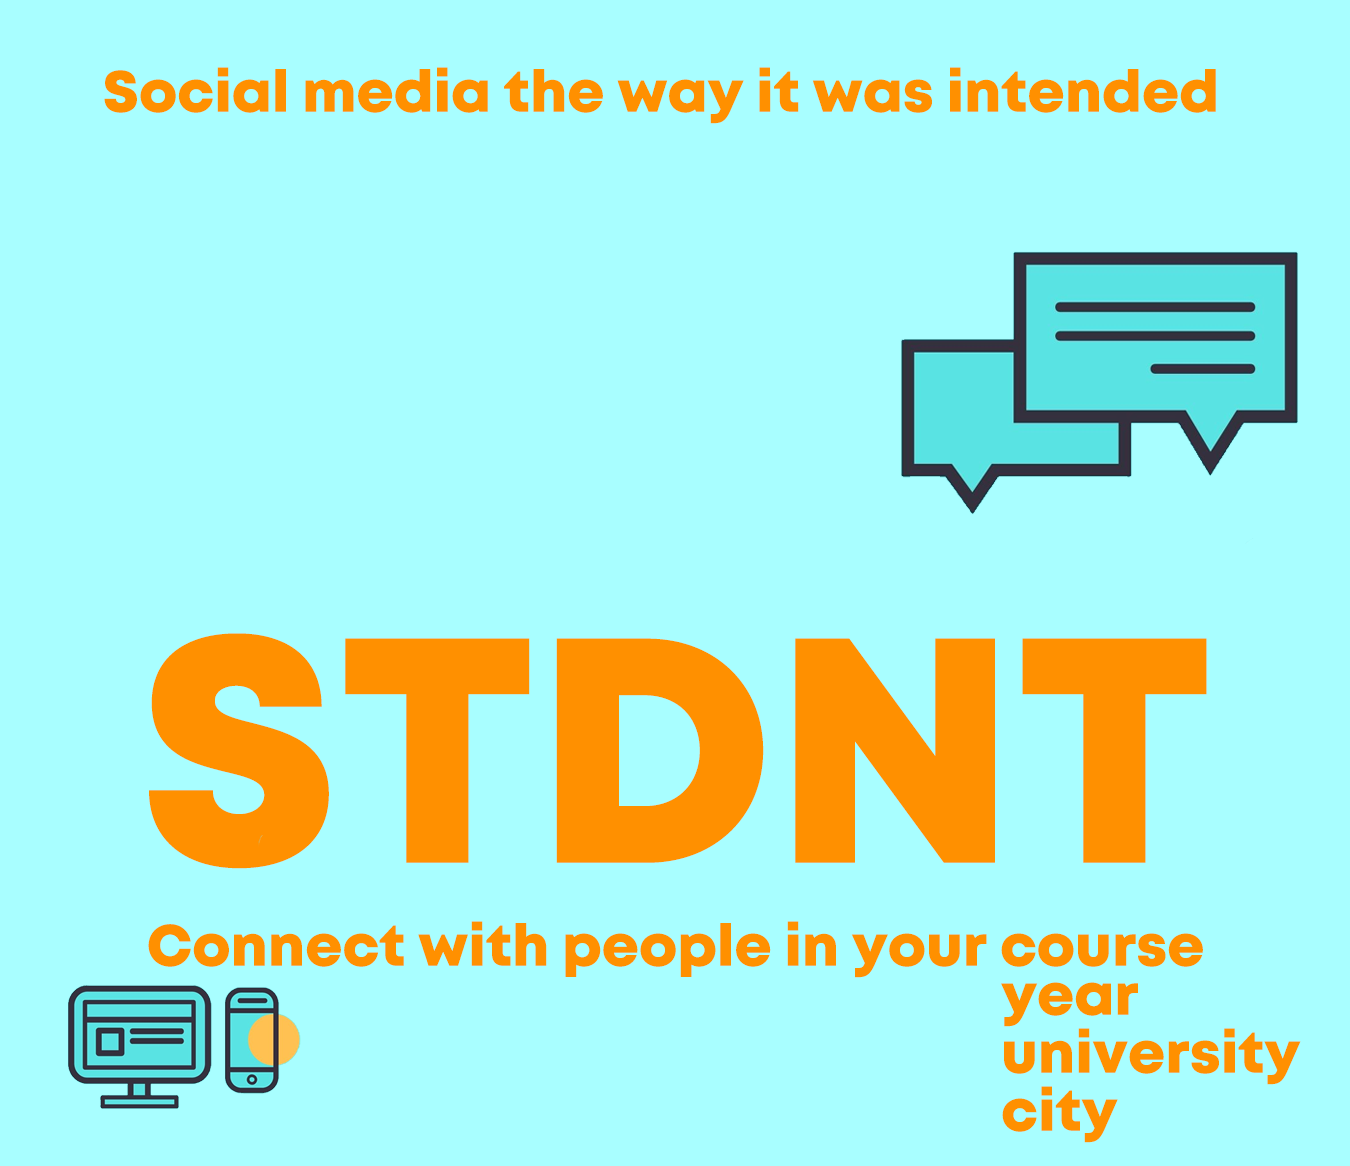 Social media the way it was intended
STDNT
Connect with people in your course
year
university
city